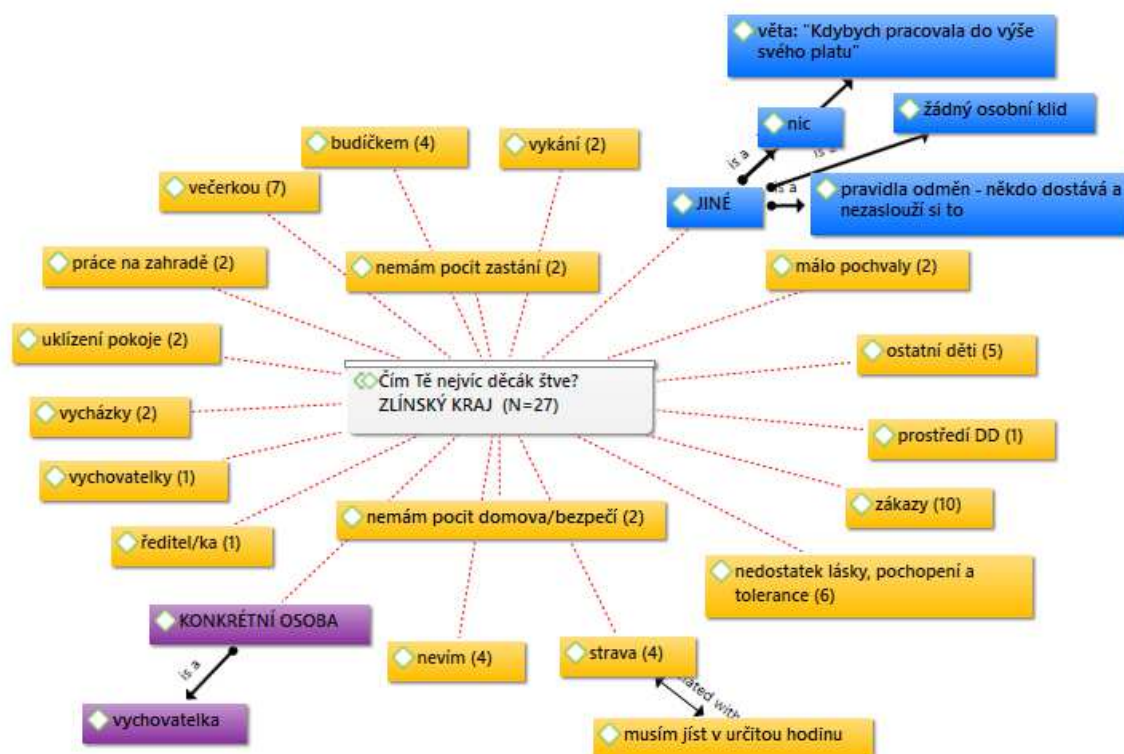 věta: "Kdybych pracovala do výše
svého platu"
nic
žádný osobní klid
is a
is a
is a
JINÉ
pravidla odměn - někdo dostává a
nezaslouží si to
budíčkem (4)
vykání (2)
večerkou (7)
práce na zahradě (2)
nemám pocit zastání (2)
málo pochvaly (2)
uklízení pokoje (2)
ostatní děti (5)
Čím Tě nejvíc děcák štve?
ZLÍNSKÝ KRAJ (N=27)
vycházky (2)
prostředí DD (1)
vychovatelky (1)
zákazy (10)
nemám pocit domova/bezpečí (2)
ředitel/ka (1)
nedostatek lásky, pochopení a
tolerance (6)
KONKRÉTNÍ OSOBA
is a
vychovatelka
nevím (4)
strava (4)
with
musím jíst v určitou hodinu